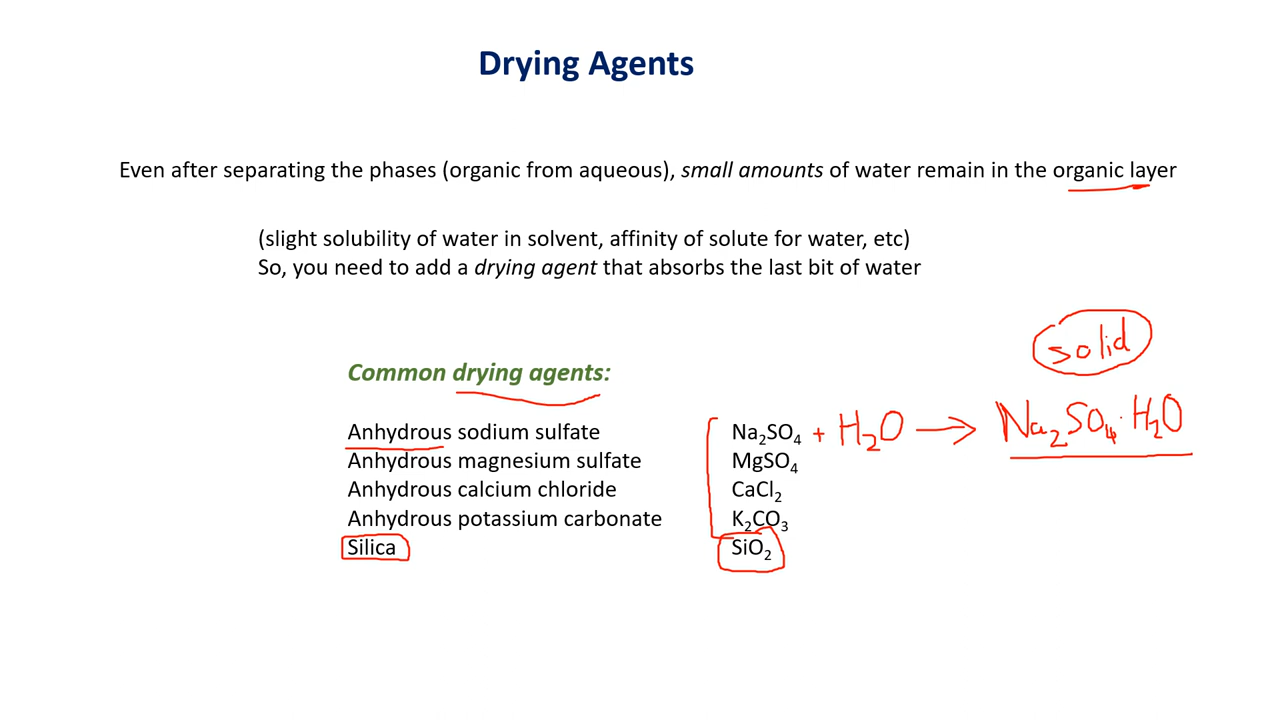 Drying Agents
Even after separating the phases (organic from aqueous), small amounts of water remain in the organic layer
(slight solubility of water in solvent, affinity of solute for water, etc)
So, you need to add a drying agent that absorbs the last bit of water
solid
Common drying agents:
Anhydrous sodium sulfate Na₂SO₄ + H₂O → Na₂SO₄·H₂O
Anhydrous magnesium sulfate MgSO₄
Anhydrous calcium chloride CaCl₂
Anhydrous potassium carbonate K₂CO₃
Silica SiO₂